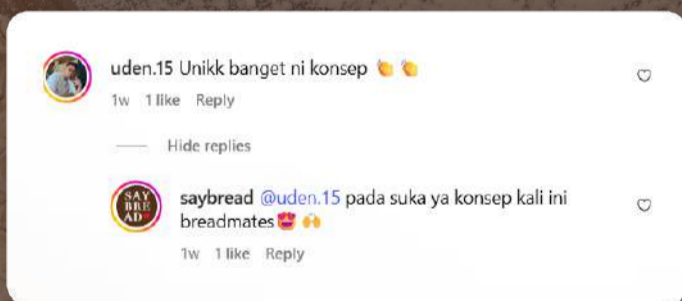 uden.15 Unikk banget ni konsep 👏 👏
1w 1 like Reply
Hide replies
SAY
BRE
AD
saybread @uden.15 pada suka ya konsep kali ini
breadmates😍 🙌
1w 1 like Reply